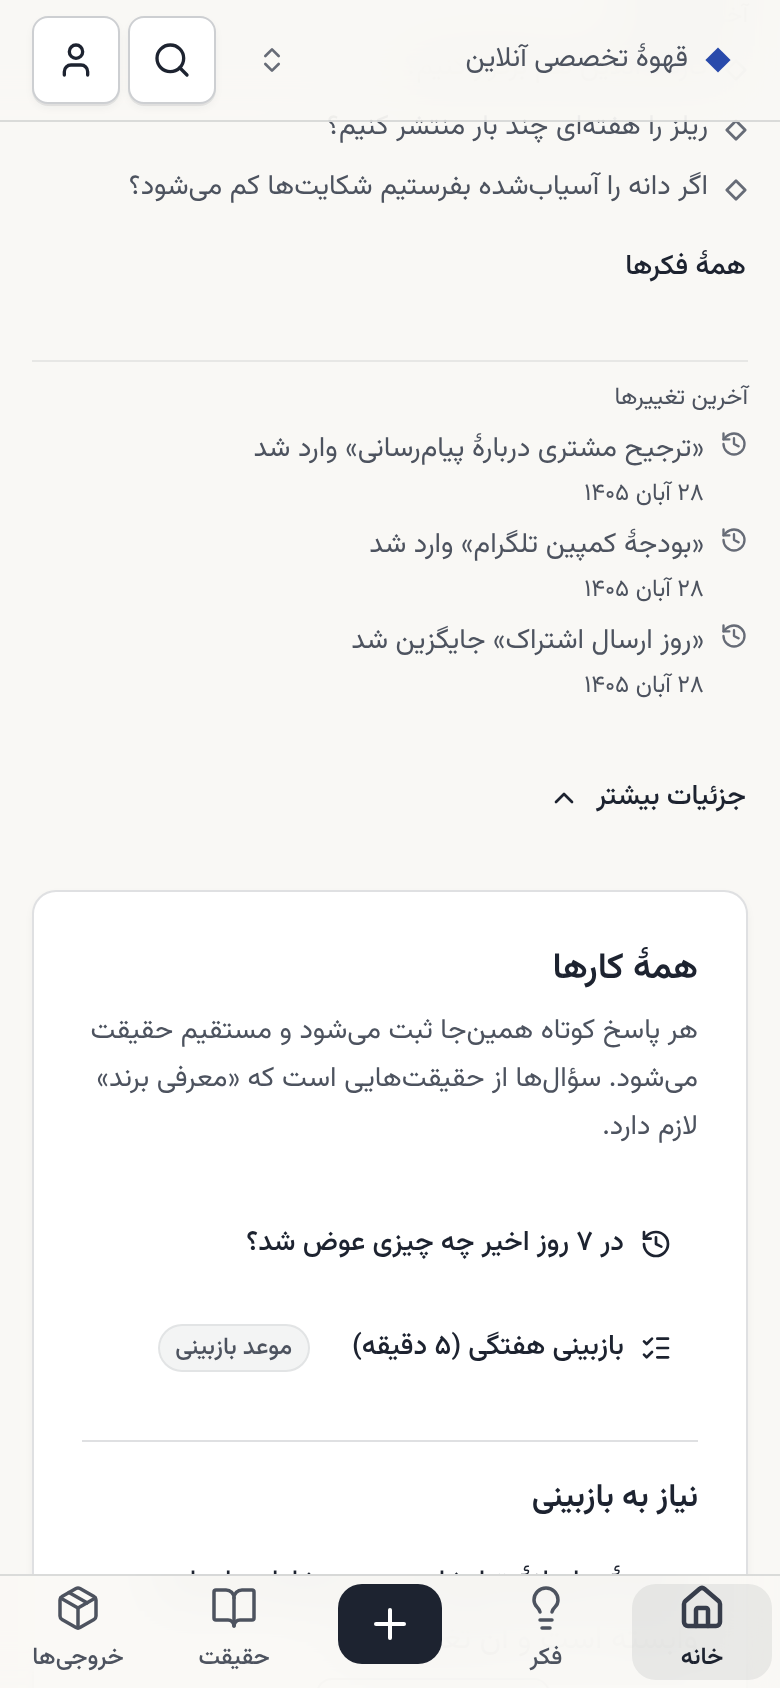 قهوهٔ تخصصی آنلاین
ریلز را هفته‌ای چند بار منتشر کنیم؟
اگر دانه را آسیاب‌شده بفرستیم شکایت‌ها کم می‌شود؟
همهٔ فکرها
آخرین تغییرها
«ترجیح مشتری دربارهٔ پیام‌رسانی» وارد شد
۲۸ آبان ۱۴۰۵
«بودجهٔ کمپین تلگرام» وارد شد
۲۸ آبان ۱۴۰۵
«روز ارسال اشتراک» جایگزین شد
۲۸ آبان ۱۴۰۵
جزئیات بیشتر
همهٔ کارها
هر پاسخ کوتاه همین‌جا ثبت می‌شود و مستقیم حقیقت
می‌شود. سؤال‌ها از حقیقت‌هایی است که «معرفی برند»
لازم دارد.
در ۷ روز اخیر چه چیزی عوض شد؟
بازبینی هفتگی (۵ دقیقه)
موعد بازبینی
نیاز به بازبینی
خانه
فکر
حقیقت
خروجی‌ها